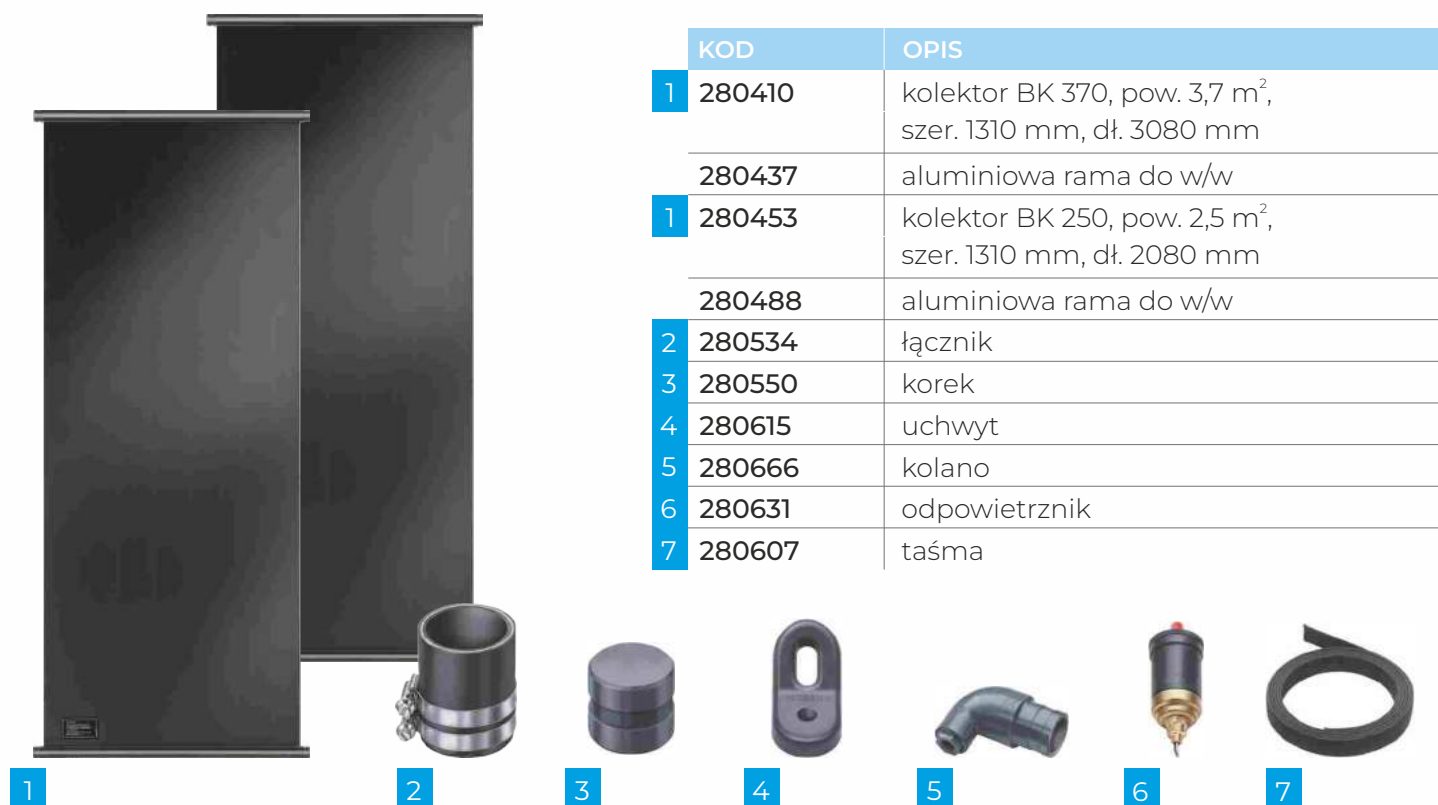 KOD OPIS
1 280410 kolektor BK 370, pow. 3,7 m²,
szer. 1310 mm, dł. 3080 mm
280437 aluminiowa rama do w/w
1 280453 kolektor BK 250, pow. 2,5 m²,
szer. 1310 mm, dł. 2080 mm
280488 aluminiowa rama do w/w
2 280534 łącznik
3 280550 korek
4 280615 uchwyt
5 280666 kolano
6 280631 odpowietrznik
7 280607 taśma
1 2 3 4 5 6 7